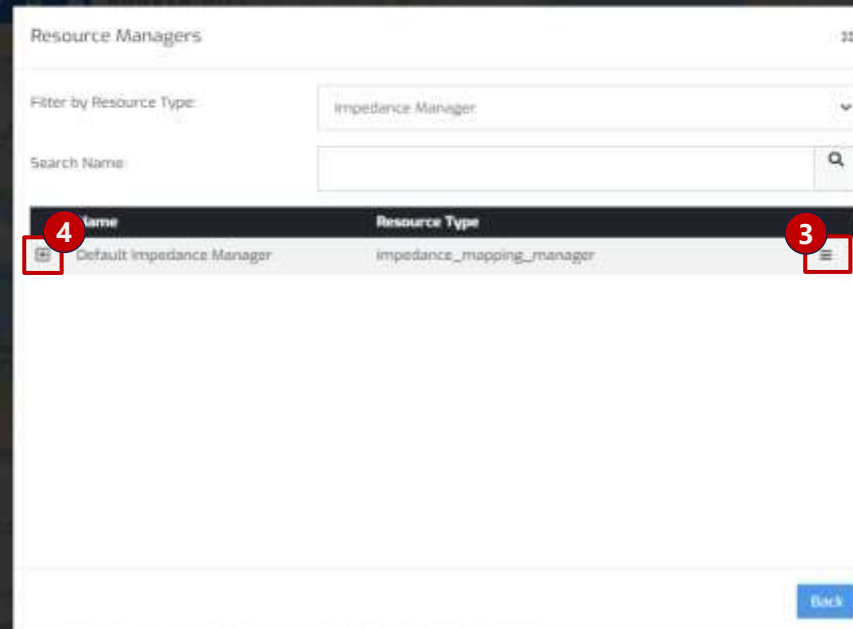 Resource Managers
Filter by Resource Type:
Impedance Manager
Search Name:
Name Resource Type
4
3
Default Impedance Manager impedance_mapping_manager
Back